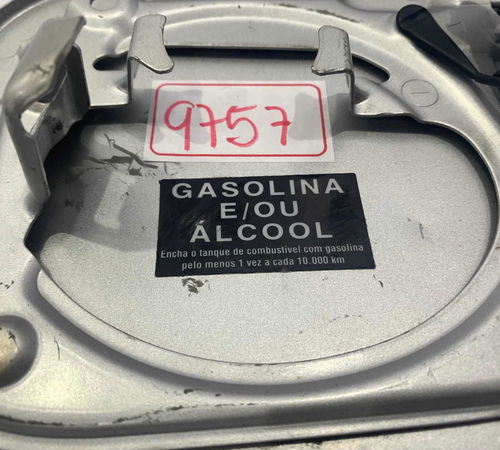 9757
GASOLINA
E/OU
ÁLCOOL
Encha o tanque de combustível com gasolina
pelo menos 1 vez a cada 10.000 km